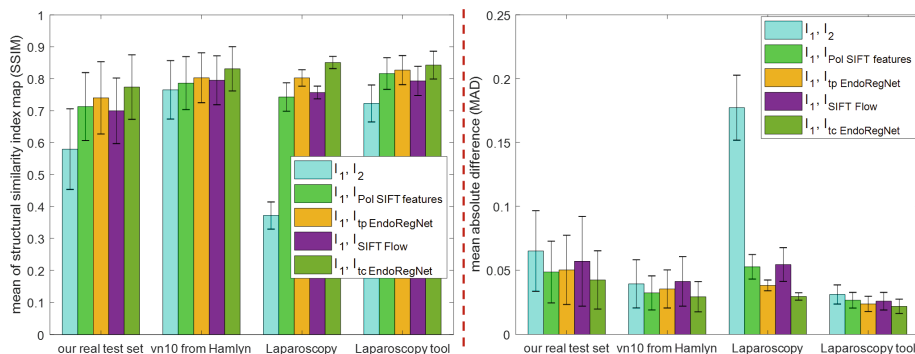 mean of structural similarity index map (SSIM)
1
0.9
0.8
0.7
0.6
0.5
0.4
0.3
0.2
0.1
0
I1, I2
I1, IPol SIFT features
I1, Itp EndoRegNet
I1, ISIFT Flow
I1, Itc EndoRegNet
our real test set vn10 from Hamlyn Laparoscopy Laparoscopy tool
mean absolute difference (MAD)
0.25
0.2
0.15
0.1
0.05
0
I1, I2
I1, IPol SIFT features
I1, Itp EndoRegNet
I1, ISIFT Flow
I1, Itc EndoRegNet
our real test set vn10 from Hamlyn Laparoscopy Laparoscopy tool